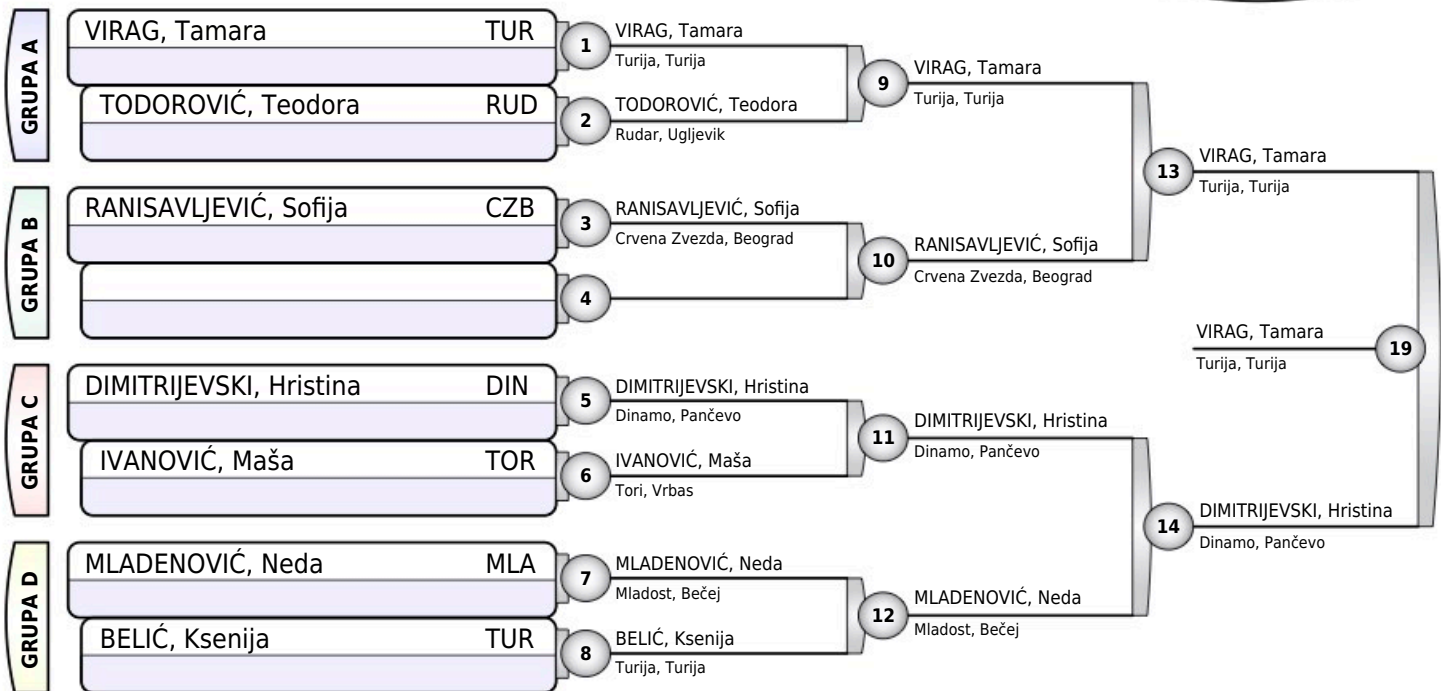 GRUPA A
VIRAG, Tamara TUR
TODOROVIĆ, Teodora RUD
GRUPA B
RANISAVLJEVIĆ, Sofija CZB
GRUPA C
DIMITRIJEVSKI, Hristina DIN
IVANOVIĆ, Maša TOR
GRUPA D
MLADENOVIĆ, Neda MLA
BELIĆ, Ksenija TUR
1
VIRAG, Tamara
Turija, Turija
2
TODOROVIĆ, Teodora
Rudar, Ugljevik
3
RANISAVLJEVIĆ, Sofija
Crvena Zvezda, Beograd
4
5
DIMITRIJEVSKI, Hristina
Dinamo, Pančevo
6
IVANOVIĆ, Maša
Tori, Vrbas
7
MLADENOVIĆ, Neda
Mladost, Bečej
8
BELIĆ, Ksenija
Turija, Turija
9
VIRAG, Tamara
Turija, Turija
10
RANISAVLJEVIĆ, Sofija
Crvena Zvezda, Beograd
11
DIMITRIJEVSKI, Hristina
Dinamo, Pančevo
12
MLADENOVIĆ, Neda
Mladost, Bečej
13
VIRAG, Tamara
Turija, Turija
14
DIMITRIJEVSKI, Hristina
Dinamo, Pančevo
VIRAG, Tamara
Turija, Turija
19